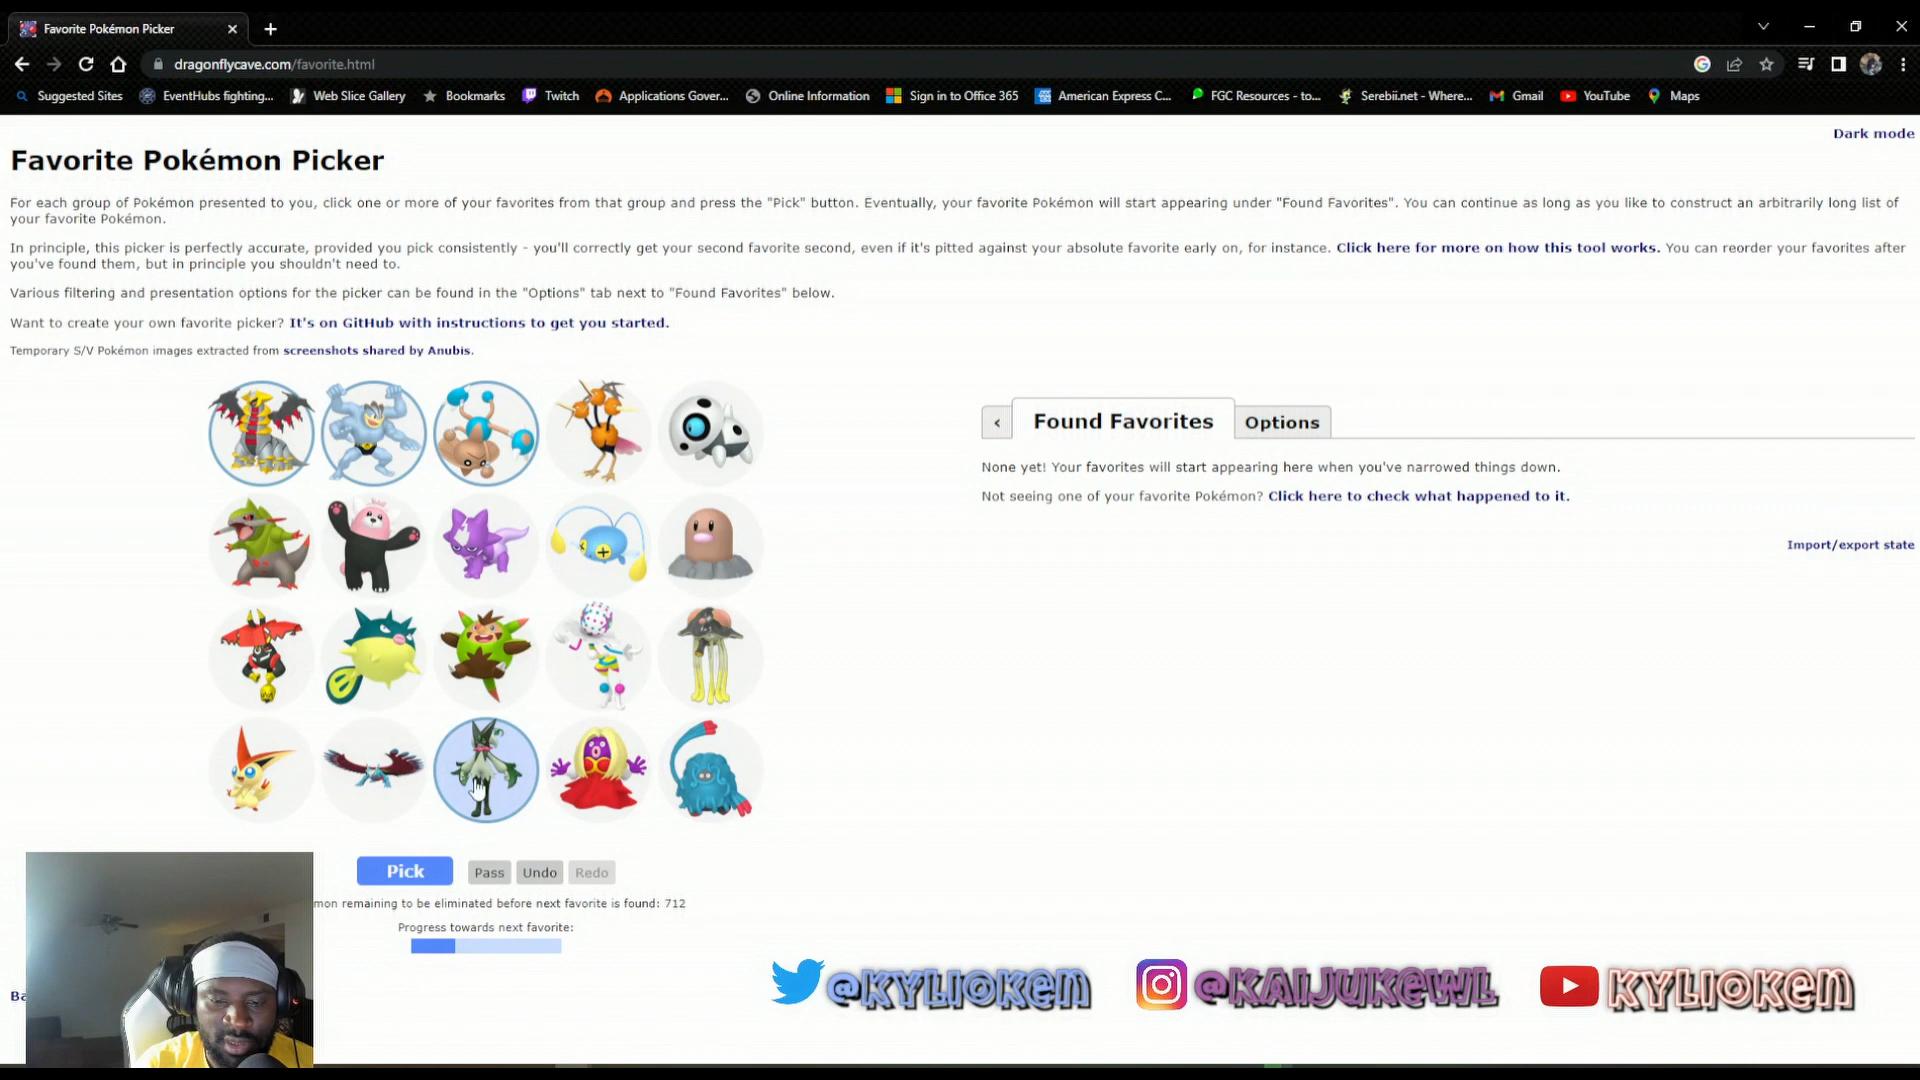 Favorite Pokémon Picker
dragonflycave.com/favorite.html
Suggested Sites EventHubs fighting... Web Slice Gallery Bookmarks Twitch Applications Gover... Online Information Sign in to Office 365 American Express C... FGC Resources - to... Serebii.net - Where... Gmail YouTube Maps
Dark mode
Favorite Pokémon Picker
For each group of Pokémon presented to you, click one or more of your favorites from that group and press the "Pick" button. Eventually, your favorite Pokémon will start appearing under "Found Favorites". You can continue as long as you like to construct an arbitrarily long list of
your favorite Pokémon.
In principle, this picker is perfectly accurate, provided you pick consistently - you'll correctly get your second favorite second, even if it's pitted against your absolute favorite early on, for instance. Click here for more on how this tool works. You can reorder your favorites after
you've found them, but in principle you shouldn't need to.
Various filtering and presentation options for the picker can be found in the "Options" tab next to "Found Favorites" below.
Want to create your own favorite picker? It's on GitHub with instructions to get you started.
Temporary S/V Pokémon images extracted from screenshots shared by Anubis.
‹ Found Favorites Options
None yet! Your favorites will start appearing here when you've narrowed things down.
Not seeing one of your favorite Pokémon? Click here to check what happened to it.
Import/export state
Pick Pass Undo Redo
mon remaining to be eliminated before next favorite is found: 712
Progress towards next favorite:
Ba
@KYLIOKEN @KAIJUKEWL KYLIOKEN